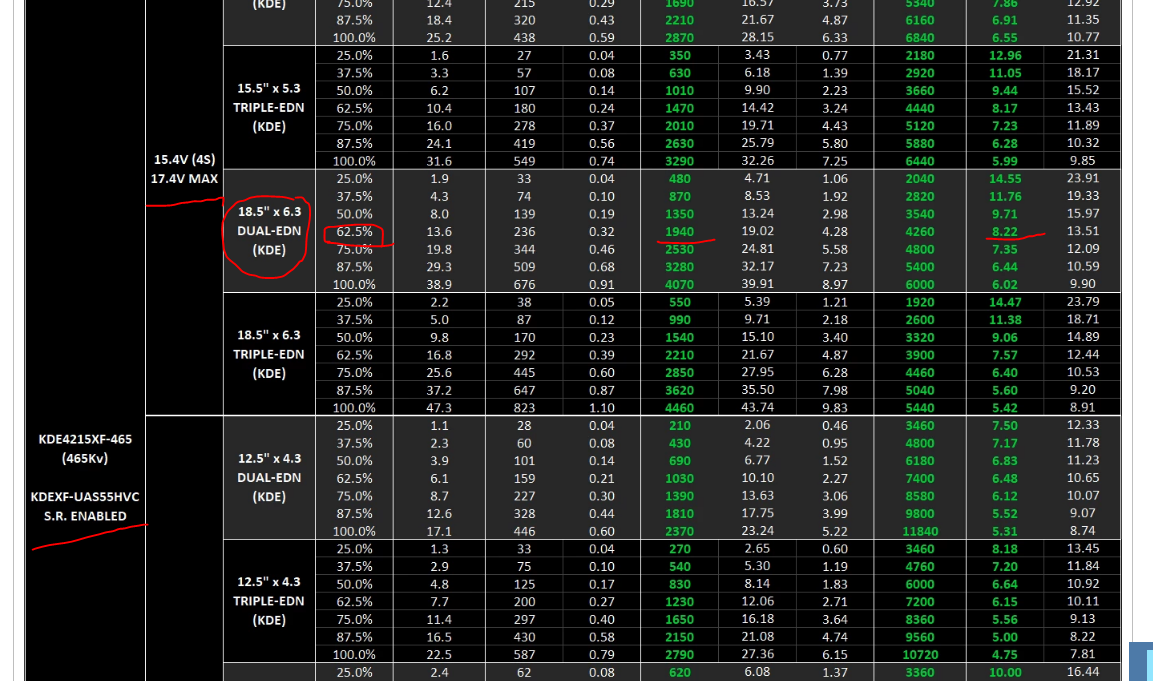 (KDE) 75.0% 12.4 215 0.29 1690 16.57 3.73 5340 7.86 12.92
87.5% 18.4 320 0.43 2210 21.67 4.87 6160 6.91 11.35
100.0% 25.2 438 0.59 2870 28.15 6.33 6840 6.55 10.77
25.0% 1.6 27 0.04 350 3.43 0.77 2180 12.96 21.31
37.5% 3.3 57 0.08 630 6.18 1.39 2920 11.05 18.17
15.5" x 5.3 50.0% 6.2 107 0.14 1010 9.90 2.23 3660 9.44 15.52
TRIPLE-EDN 62.5% 10.4 180 0.24 1470 14.42 3.24 4440 8.17 13.43
(KDE) 75.0% 16.0 278 0.37 2010 19.71 4.43 5120 7.23 11.89
87.5% 24.1 419 0.56 2630 25.79 5.80 5880 6.28 10.32
15.4V (4S) 100.0% 31.6 549 0.74 3290 32.26 7.25 6440 5.99 9.85
17.4V MAX 25.0% 1.9 33 0.04 480 4.71 1.06 2040 14.55 23.91
37.5% 4.3 74 0.10 870 8.53 1.92 2820 11.76 19.33
18.5" x 6.3 50.0% 8.0 139 0.19 1350 13.24 2.98 3540 9.71 15.97
DUAL-EDN 62.5% 13.6 236 0.32 1940 19.02 4.28 4260 8.22 13.51
(KDE) 75.0% 19.8 344 0.46 2530 24.81 5.58 4800 7.35 12.09
87.5% 29.3 509 0.68 3280 32.17 7.23 5400 6.44 10.59
100.0% 38.9 676 0.91 4070 39.91 8.97 6000 6.02 9.90
25.0% 2.2 38 0.05 550 5.39 1.21 1920 14.47 23.79
37.5% 5.0 87 0.12 990 9.71 2.18 2600 11.38 18.71
18.5" x 6.3 50.0% 9.8 170 0.23 1540 15.10 3.40 3320 9.06 14.89
TRIPLE-EDN 62.5% 16.8 292 0.39 2210 21.67 4.87 3900 7.57 12.44
(KDE) 75.0% 25.6 445 0.60 2850 27.95 6.28 4460 6.40 10.53
87.5% 37.2 647 0.87 3620 35.50 7.98 5040 5.60 9.20
100.0% 47.3 823 1.10 4460 43.74 9.83 5440 5.42 8.91
25.0% 1.1 28 0.04 210 2.06 0.46 3460 7.50 12.33
KDE4215XF-465 37.5% 2.3 60 0.08 430 4.22 0.95 4800 7.17 11.78
(465Kv) 12.5" x 4.3 50.0% 3.9 101 0.14 690 6.77 1.52 6180 6.83 11.23
DUAL-EDN 62.5% 6.1 159 0.21 1030 10.10 2.27 7400 6.48 10.65
KDEXF-UAS55HVC (KDE) 75.0% 8.7 227 0.30 1390 13.63 3.06 8580 6.12 10.07
S.R. ENABLED 87.5% 12.6 328 0.44 1810 17.75 3.99 9800 5.52 9.07
100.0% 17.1 446 0.60 2370 23.24 5.22 11840 5.31 8.74
25.0% 1.3 33 0.04 270 2.65 0.60 3460 8.18 13.45
37.5% 2.9 75 0.10 540 5.30 1.19 4760 7.20 11.84
12.5" x 4.3 50.0% 4.8 125 0.17 830 8.14 1.83 6000 6.64 10.92
TRIPLE-EDN 62.5% 7.7 200 0.27 1230 12.06 2.71 7200 6.15 10.11
(KDE) 75.0% 11.4 297 0.40 1650 16.18 3.64 8360 5.56 9.13
87.5% 16.5 430 0.58 2150 21.08 4.74 9560 5.00 8.22
100.0% 22.5 587 0.79 2790 27.36 6.15 10720 4.75 7.81
25.0% 2.4 62 0.08 620 6.08 1.37 3360 10.00 16.44